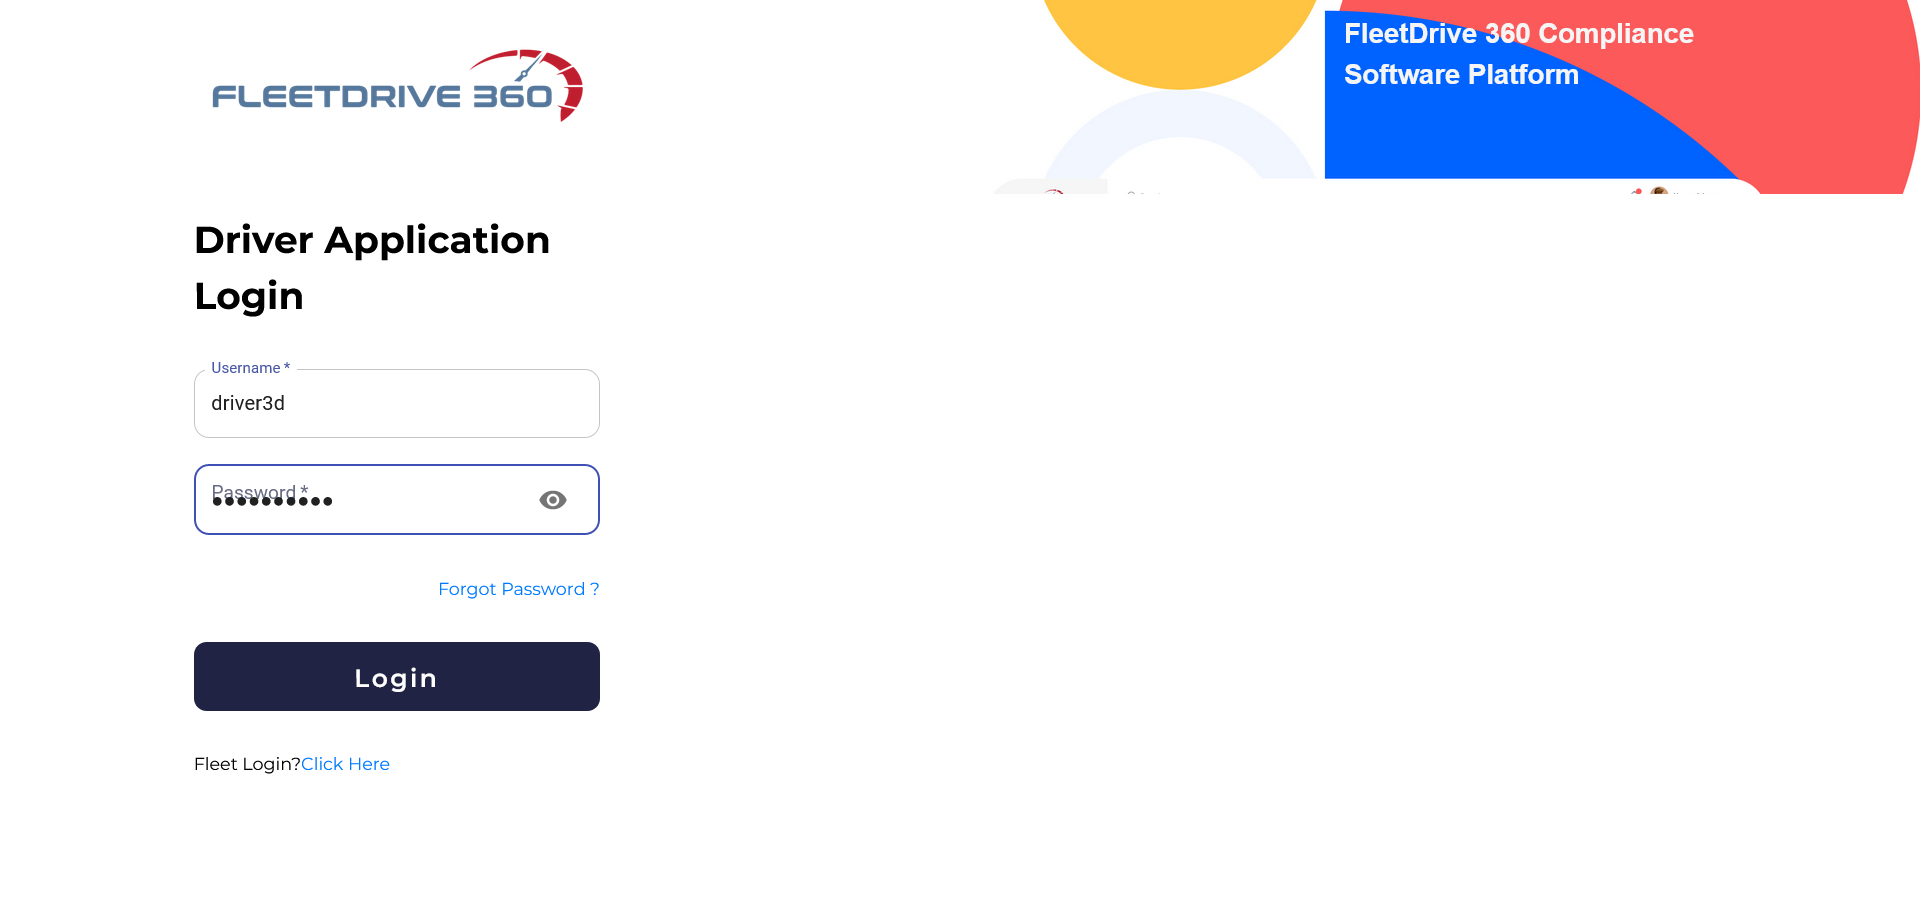 FLEETDRIVE 360
Driver Application
Login
Username *
driver3d
Password *
••••••••••
Forgot Password ?
Login
Fleet Login?Click Here
FleetDrive 360 Compliance
Software Platform